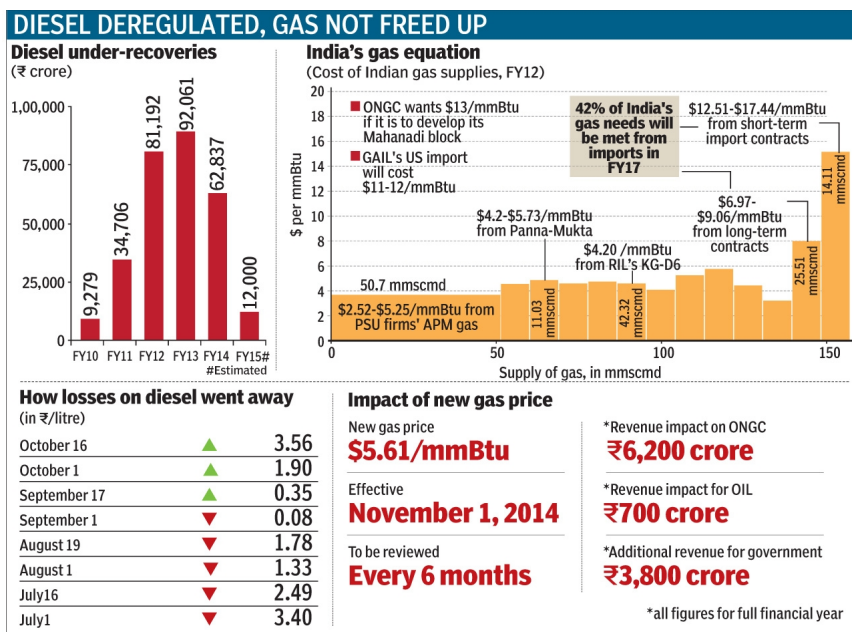 DIESEL DEREGULATED, GAS NOT FREED UP
Diesel under-recoveries
(₹ crore)
1,00,000
75,000
50,000
25,000
0
9,279
34,706
81,192
92,061
62,837
12,000
FY10 FY11 FY12 FY13 FY14 FY15#
#Estimated
India's gas equation
(Cost of Indian gas supplies, FY12)
$ per mmBtu
20
18
16
14
12
10
8
6
4
2
0
ONGC wants $13/mmBtu
if it is to develop its
Mahanadi block
GAIL's US import
will cost
$11-12/mmBtu
42% of India's
gas needs will
be met from
imports in
FY17
$12.51-$17.44/mmBtu
from short-term
import contracts
$6.97-
$9.06/mmBtu
from long-term
contracts
$4.2-$5.73/mmBtu
from Panna-Mukta
$4.20 /mmBtu
from RIL's KG-D6
50.7 mmscmd
$2.52-$5.25/mmBtu from
PSU firms' APM gas
11.03
mmscmd
42.32
mmscmd
25.51
mmscmd
14.11
mmscmd
0 50 100 150
Supply of gas, in mmscmd
How losses on diesel went away
(in ₹/litre)
October 16 3.56
October 1 1.90
September 17 0.35
September 1 0.08
August 19 1.78
August 1 1.33
July16 2.49
July1 3.40
Impact of new gas price
New gas price
$5.61/mmBtu
Effective
November 1, 2014
To be reviewed
Every 6 months
*Revenue impact on ONGC
₹6,200 crore
*Revenue impact for OIL
₹700 crore
*Additional revenue for government
₹3,800 crore
*all figures for full financial year